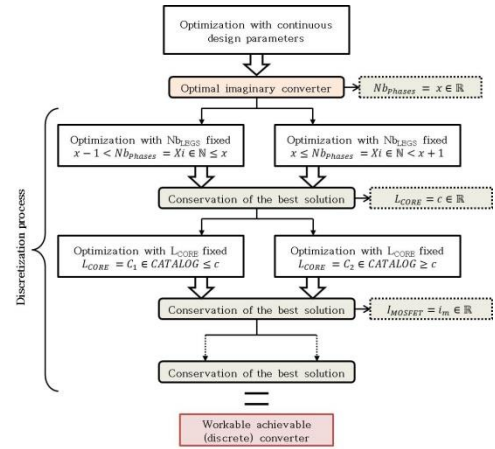 Optimization with continuous
design parameters
Optimal imaginary converter
Nb_Phases = x ∈ ℝ
Optimization with Nb_LEGS fixed
x − 1 < Nb_Phases = Xi ∈ ℕ ≤ x
Optimization with Nb_LEGS fixed
x ≤ Nb_Phases = Xi ∈ ℕ < x + 1
Conservation of the best solution
L_CORE = c ∈ ℝ
Optimization with L_CORE fixed
L_CORE = C_1 ∈ CATALOG ≤ c
Optimization with L_CORE fixed
L_CORE = C_2 ∈ CATALOG ≥ c
Conservation of the best solution
I_MOSFET = i_m ∈ ℝ
Conservation of the best solution
=
Workable achievable
(discrete) converter
Discretization process